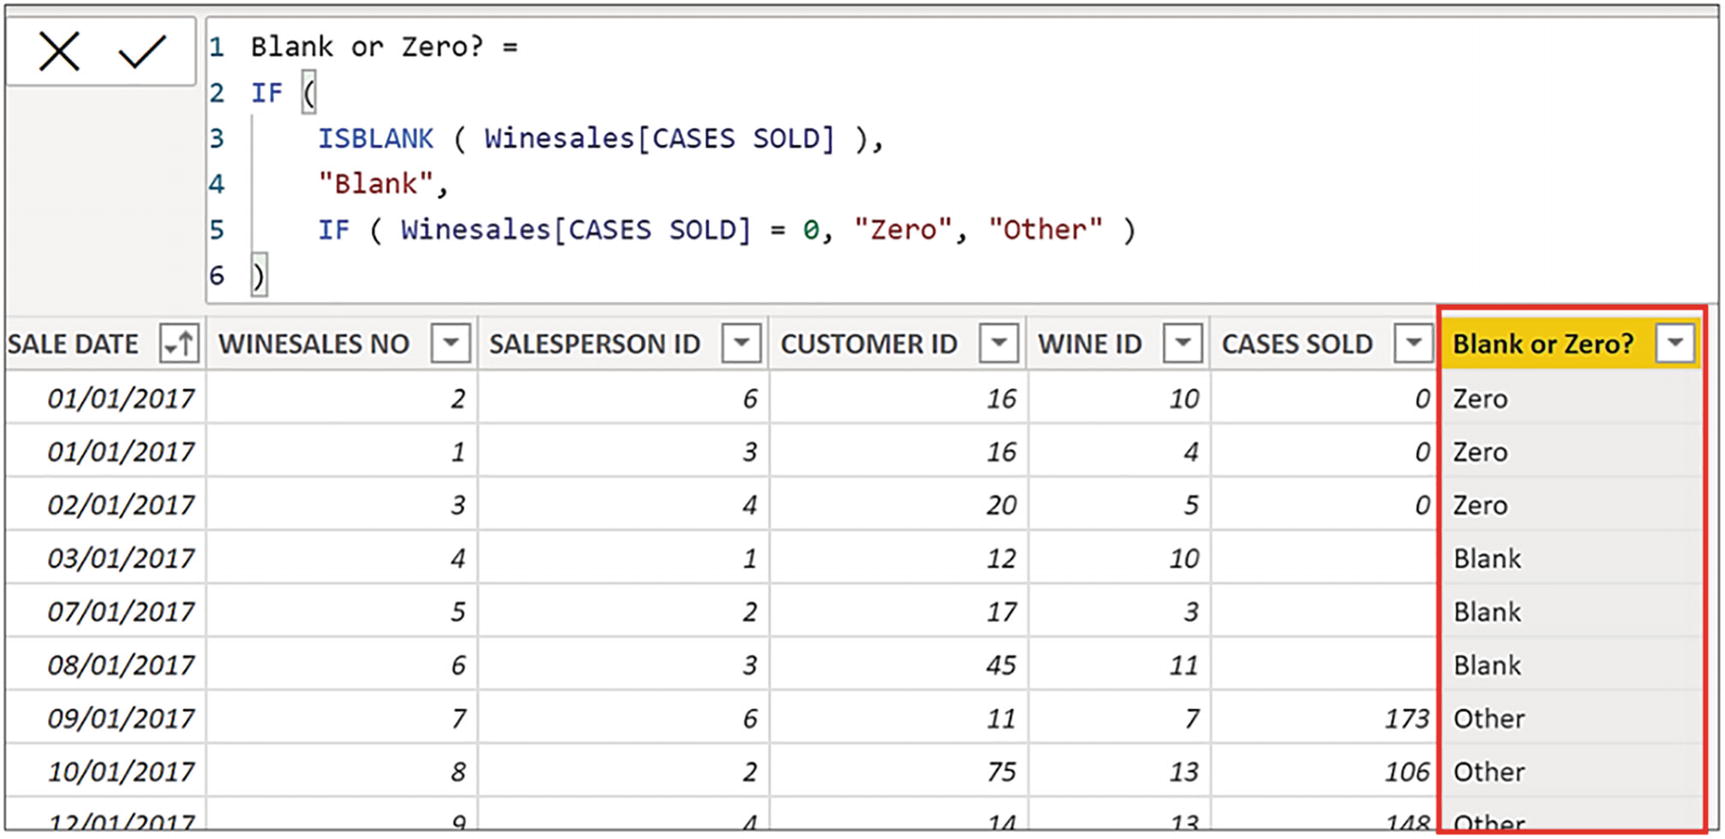 1 Blank or Zero? =
2 IF (
3 ISBLANK ( Winesales[CASES SOLD] ),
4 "Blank",
5 IF ( Winesales[CASES SOLD] = 0, "Zero", "Other" )
6 )
SALE DATE WINESALES NO SALESPERSON ID CUSTOMER ID WINE ID CASES SOLD Blank or Zero?
01/01/2017 2 6 16 10 0 Zero
01/01/2017 1 3 16 4 0 Zero
02/01/2017 3 4 20 5 0 Zero
03/01/2017 4 1 12 10 Blank
07/01/2017 5 2 17 3 Blank
08/01/2017 6 3 45 11 Blank
09/01/2017 7 6 11 7 173 Other
10/01/2017 8 2 75 13 106 Other
12/01/2017 9 4 14 13 148 Other